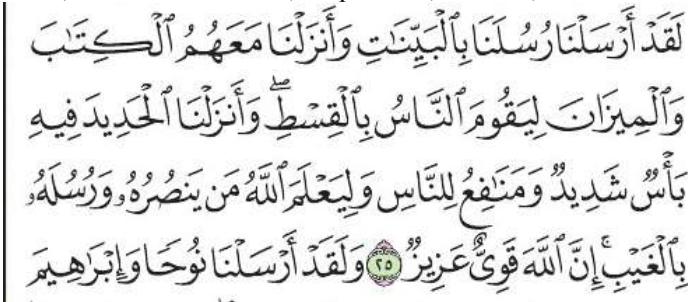 لَقَدْ أَرْسَلْنَا رُسُلَنَا بِٱلْبَيِّنَٰتِ وَأَنزَلْنَا مَعَهُمُ ٱلْكِتَٰبَ
وَٱلْمِيزَانَ لِيَقُومَ ٱلنَّاسُ بِٱلْقِسْطِۖ وَأَنزَلْنَا ٱلْحَدِيدَ فِيهِ
بَأْسٌ شَدِيدٌ وَمَنَٰفِعُ لِلنَّاسِ وَلِيَعْلَمَ ٱللَّهُ مَن يَنصُرُهُۥ وَرُسُلَهُۥ
بِٱلْغَيْبِۚ إِنَّ ٱللَّهَ قَوِىٌّ عَزِيزٌ ٢٥ وَلَقَدْ أَرْسَلْنَا نُوحًا وَإِبْرَٰهِيمَ